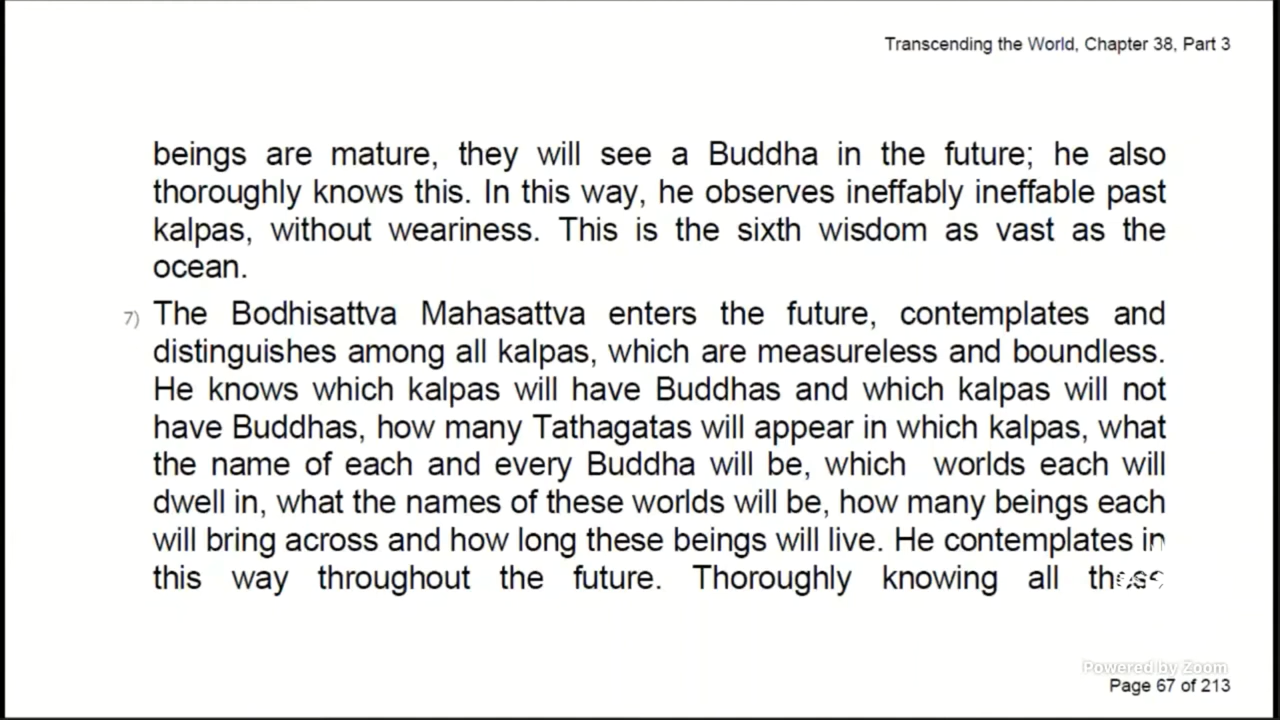 Transcending the World, Chapter 38, Part 3
beings are mature, they will see a Buddha in the future; he also
thoroughly knows this. In this way, he observes ineffably ineffable past
kalpas, without weariness. This is the sixth wisdom as vast as the
ocean.
7) The Bodhisattva Mahasattva enters the future, contemplates and
distinguishes among all kalpas, which are measureless and boundless.
He knows which kalpas will have Buddhas and which kalpas will not
have Buddhas, how many Tathagatas will appear in which kalpas, what
the name of each and every Buddha will be, which worlds each will
dwell in, what the names of these worlds will be, how many beings each
will bring across and how long these beings will live. He contemplates in
this way throughout the future. Thoroughly knowing all
Powered by Zoom
Page 67 of 213